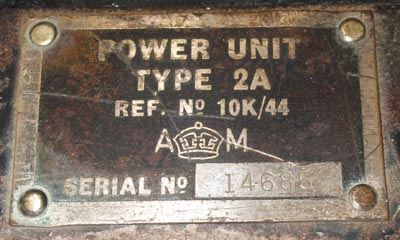 POWER UNIT
TYPE 2A
REF. Nº 10K/44
A M
SERIAL Nº